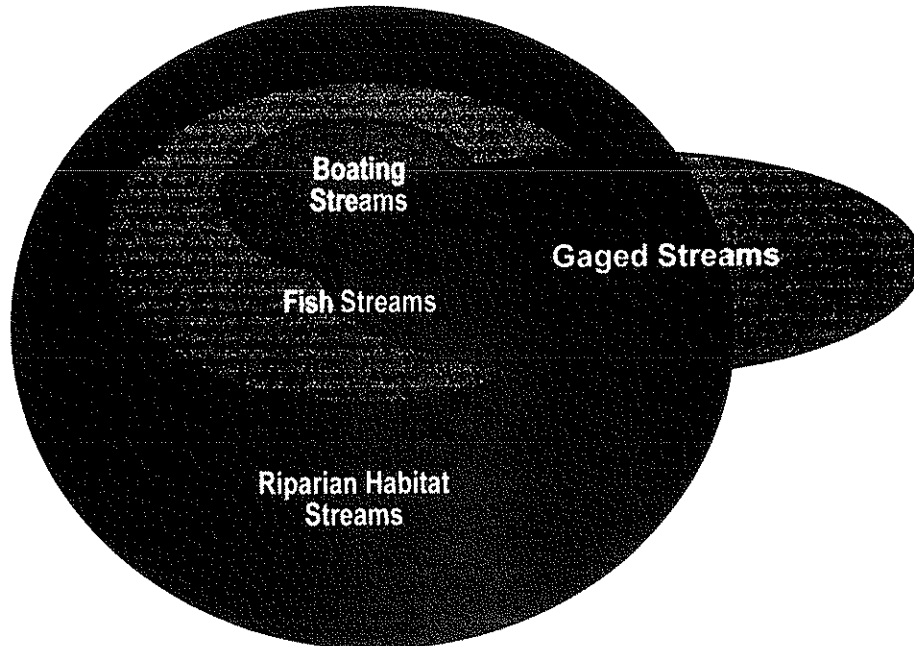 Boating
Streams
Gaged Streams
Fish Streams
Riparian Habitat
Streams